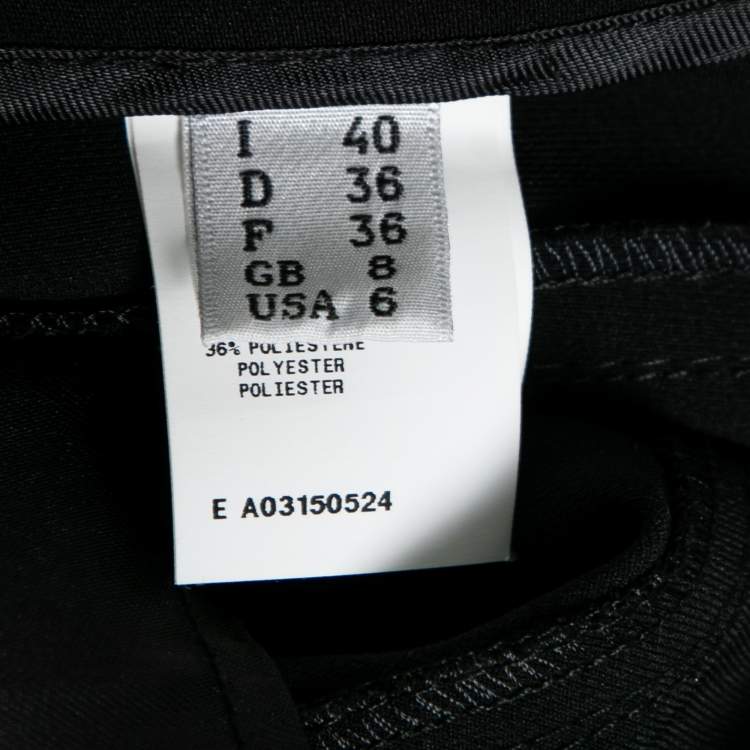 I 40
D 36
F 36
GB 8
USA 6
36% POLIESTERE
POLYESTER
POLIESTER
E A03150524